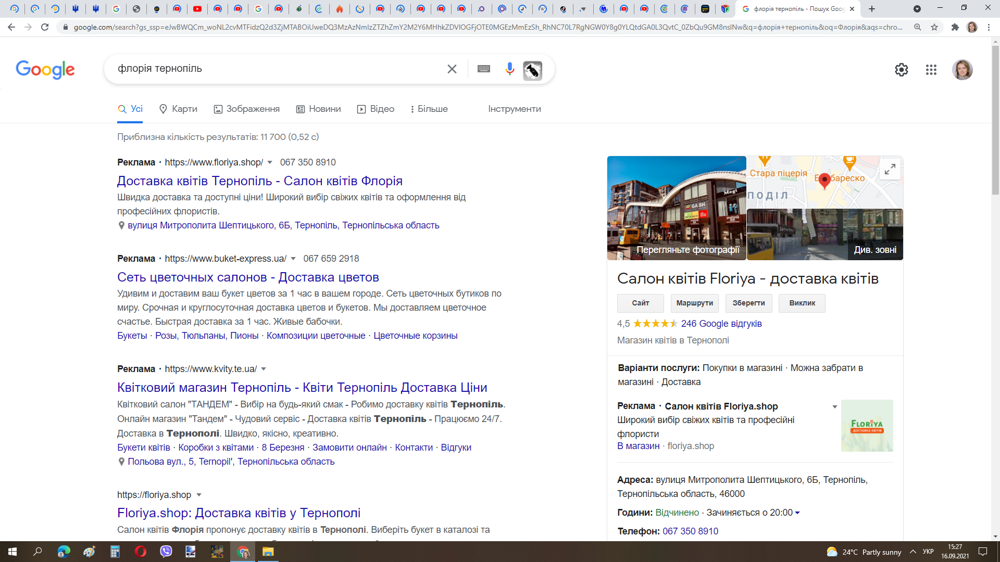 флорія тернопіль - Пошук Goog
google.com/search?gs_ssp=eJwBWQCm_woNL2cvMTFidzQ2d3ZjMTABOiUweDQ3MzAzNmIzZTZhZmY2M2Y6MHhkZDVlOGFjOTE0MGEzMmEzSh_RhNC70L7RgNGW0Y8g0YLQtdGA0L3QvtC_0ZbQu9GM8nslNw&q=флорія+тернопіль&oq=Флорія&aqs=chro...
Google
флорія тернопіль
Усі
Карти
Зображення
Новини
Відео
Більше
Інструменти
Приблизна кількість результатів: 11 700 (0,52 с)
Реклама · https://www.floriya.shop/ 067 350 8910
Доставка квітів Тернопіль - Салон квітів Флорія
Швидка доставка та доступні ціни! Широкий вибір свіжих квітів та оформлення від
професійних флористів.
вулиця Митрополита Шептицького, 6Б, Тернопіль, Тернопільська область
Реклама · https://www.buket-express.ua/ 067 659 2918
Сеть цветочных салонов - Доставка цветов
Удивим и доставим ваш букет цветов за 1 час в вашем городе. Сеть цветочных бутиков по
миру. Срочная и круглосуточная доставка цветов и букетов. Мы доставляем цветочное
счастье. Быстрая доставка за 1 час. Живые бабочки.
Букеты · Розы, Тюльпаны, Пионы · Композиции цветочные · Цветочные корзины
Реклама · https://www.kvity.te.ua/
Квітковий магазин Тернопіль - Квіти Тернопіль Доставка Ціни
Квітковий салон "ТАНДЕМ" - Вибір на будь-який смак - Робимо доставку квітів Тернопіль.
Онлайн магазин "Тандем" - Чудовий сервіс - Доставка квітів Тернопіль - Працюємо 24/7.
Доставка в Тернополі. Швидко, якісно, креативно.
Букети квітів · Коробки з квітами · 8 Березня · Замовити онлайн · Контакти · Відгуки
Польова вул., 5, Ternopil', Тернопільська область
https://floriya.shop
Floriya.shop: Доставка квітів у Тернополі
Салон квітів Флорія пропонує доставку квітів в Тернополі. Виберіть букет в каталозі та
Стара піцерія
бареско
ПОДІЛ
Megi
GASH
Перегляньте фотографії
Див. зовні
Салон квітів Floriya - доставка квітів
Сайт
Маршрути
Зберегти
Виклик
4,5 246 Google відгуків
Магазин квітів в Тернополі
Варіанти послуги: Покупки в магазині · Можна забрати в
магазині · Доставка
Реклама · Салон квітів Floriya.shop
Широкий вибір свіжих квітів та професійні
флористи
В магазин · floriya.shop
FLORIYA
ДОСТАВКА КВІТІВ
Адреса: вулиця Митрополита Шептицького, 6Б, Тернопіль,
Тернопільська область, 46000
Години: Відчинено · Зачиняється о 20:00
Телефон: 067 350 8910
24°C Partly sunny
УКР
15:27
16.09.2021